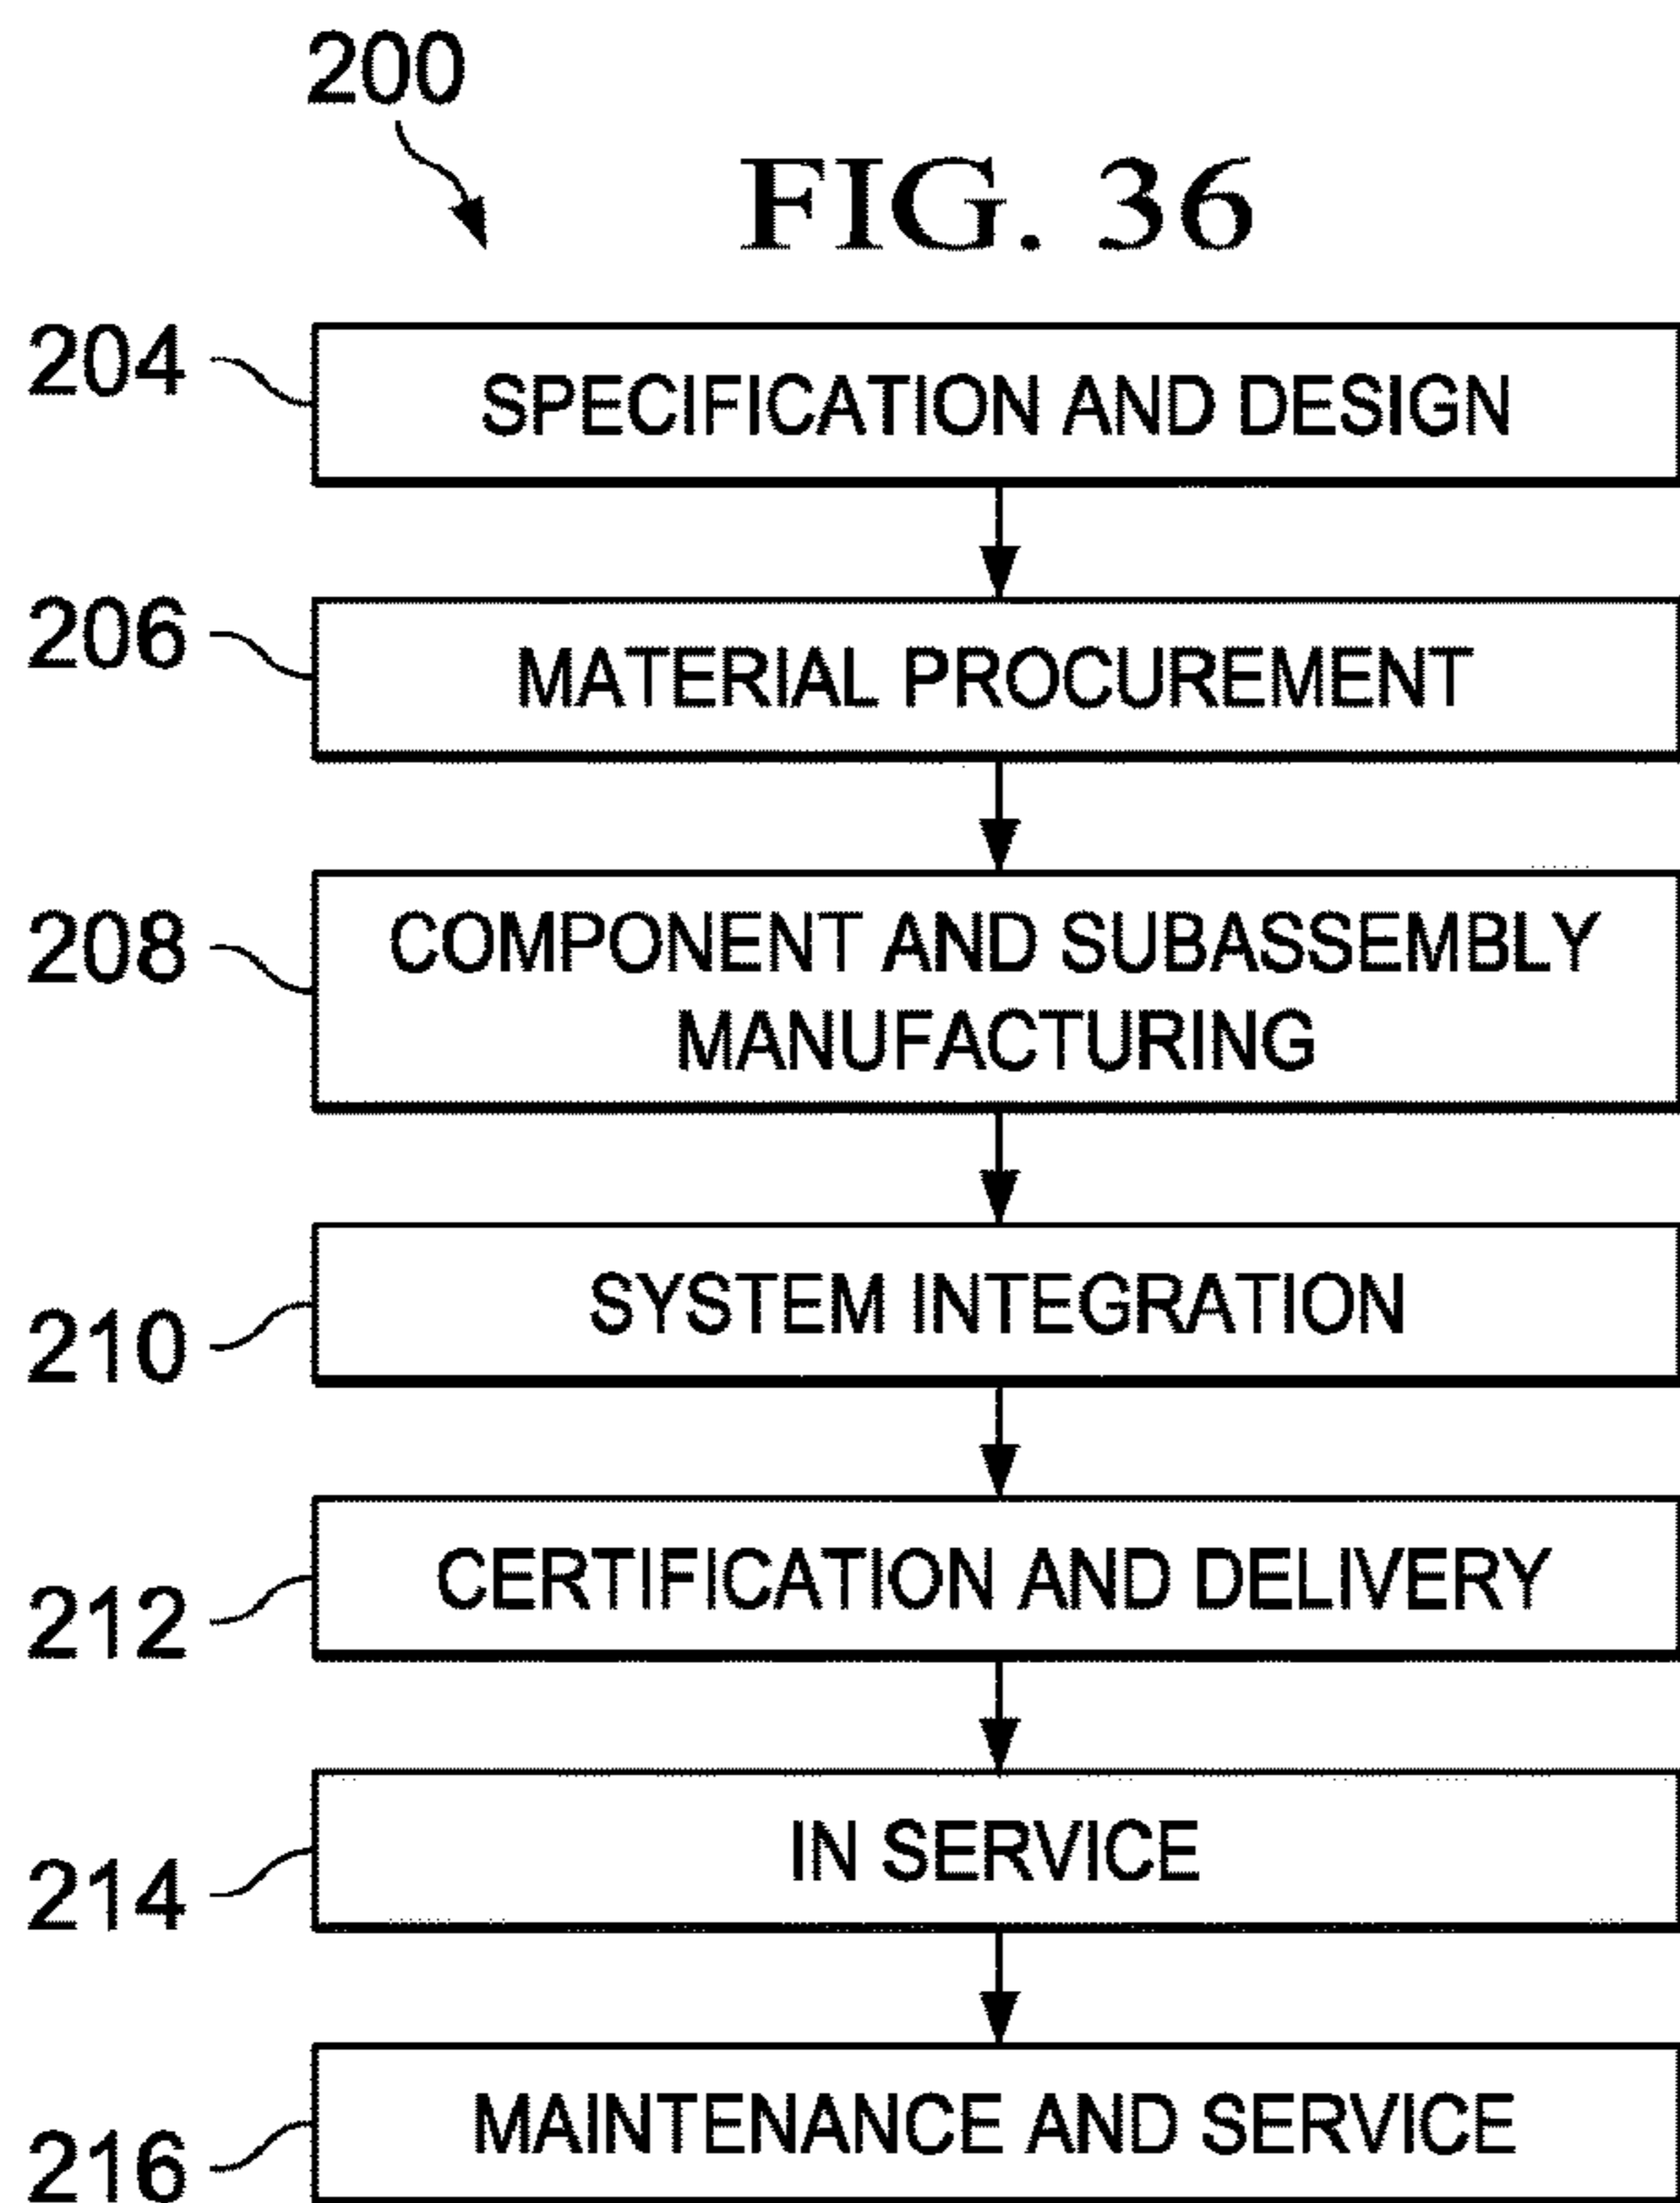 200
FIG. 36
204
SPECIFICATION AND DESIGN
206
MATERIAL PROCUREMENT
208
COMPONENT AND SUBASSEMBLY
MANUFACTURING
210
SYSTEM INTEGRATION
212
CERTIFICATION AND DELIVERY
214
IN SERVICE
216
MAINTENANCE AND SERVICE